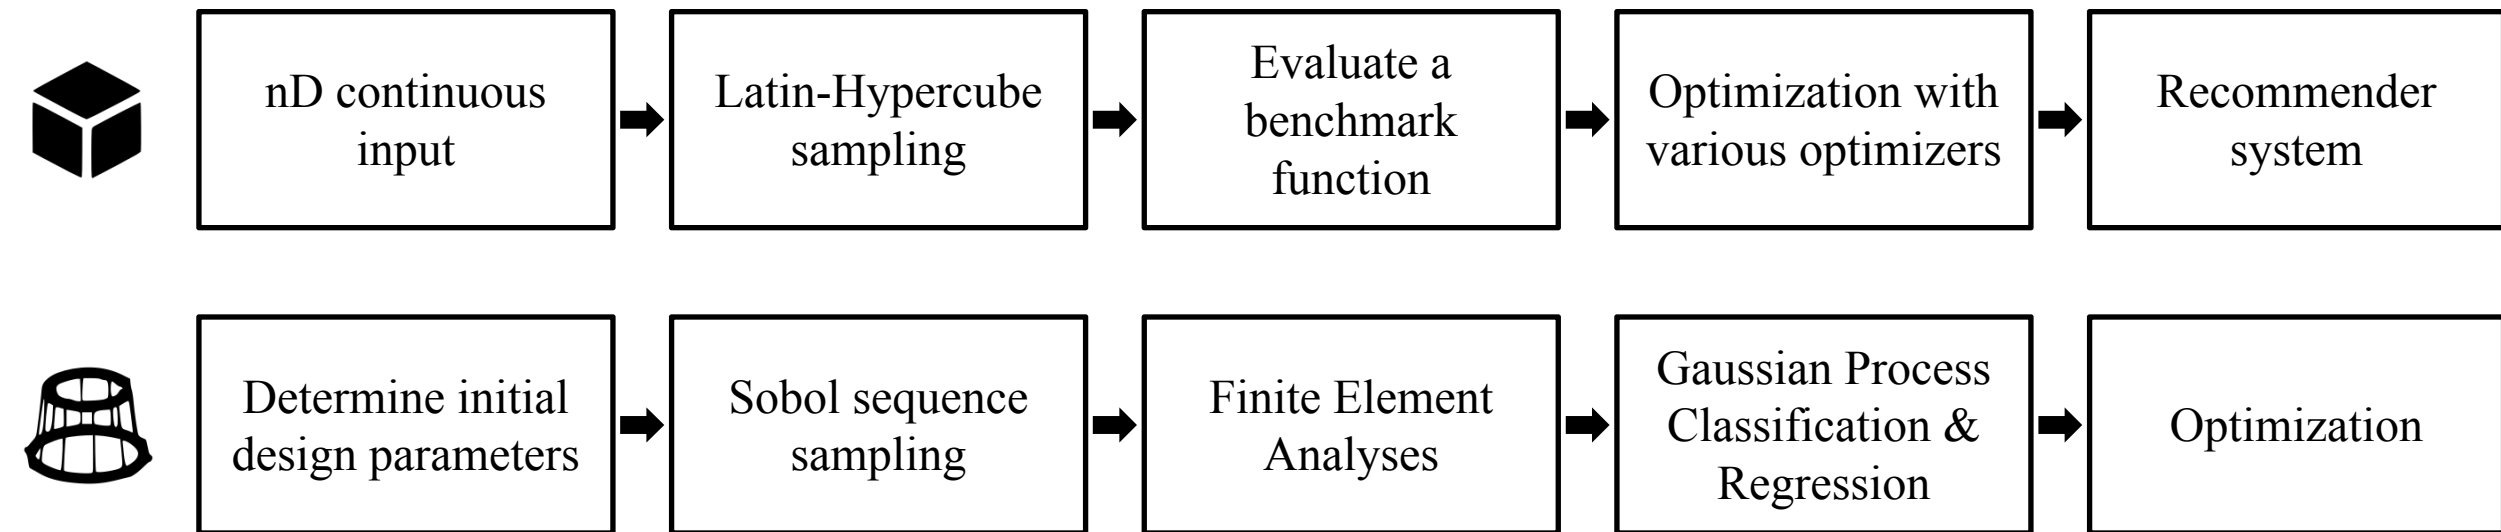 nD continuous
input
Latin-Hypercube
sampling
Evaluate a
benchmark
function
Optimization with
various optimizers
Recommender
system
Determine initial
design parameters
Sobol sequence
sampling
Finite Element
Analyses
Gaussian Process
Classification &
Regression
Optimization